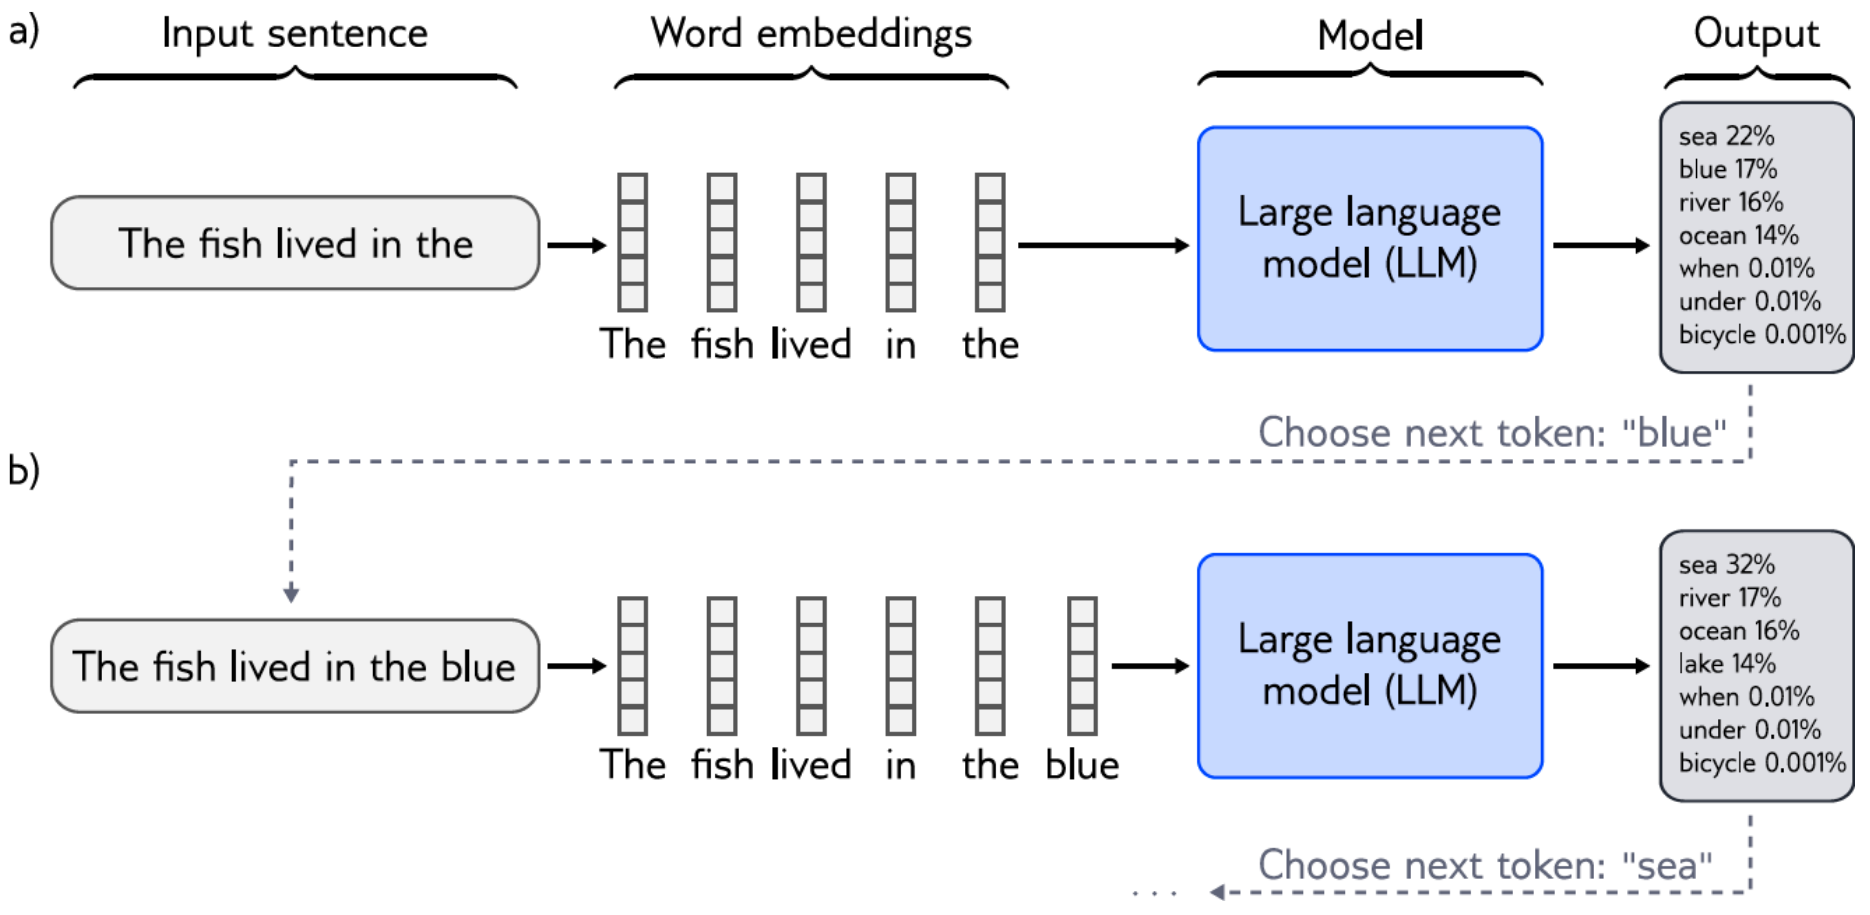 a)
Input sentence
Word embeddings
Model
Output
The fish lived in the
The fish lived in the
Large language
model (LLM)
sea 22%
blue 17%
river 16%
ocean 14%
when 0.01%
under 0.01%
bicycle 0.001%
Choose next token: "blue"
b)
The fish lived in the blue
The fish lived in the blue
Large language
model (LLM)
sea 32%
river 17%
ocean 16%
lake 14%
when 0.01%
under 0.01%
bicycle 0.001%
Choose next token: "sea"
. . .